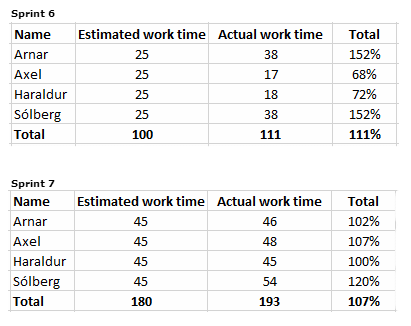 Sprint 6
Name Estimated work time Actual work time Total
Arnar 25 38 152%
Axel 25 17 68%
Haraldur 25 18 72%
Sólberg 25 38 152%
Total 100 111 111%
Sprint 7
Name Estimated work time Actual work time Total
Arnar 45 46 102%
Axel 45 48 107%
Haraldur 45 45 100%
Sólberg 45 54 120%
Total 180 193 107%